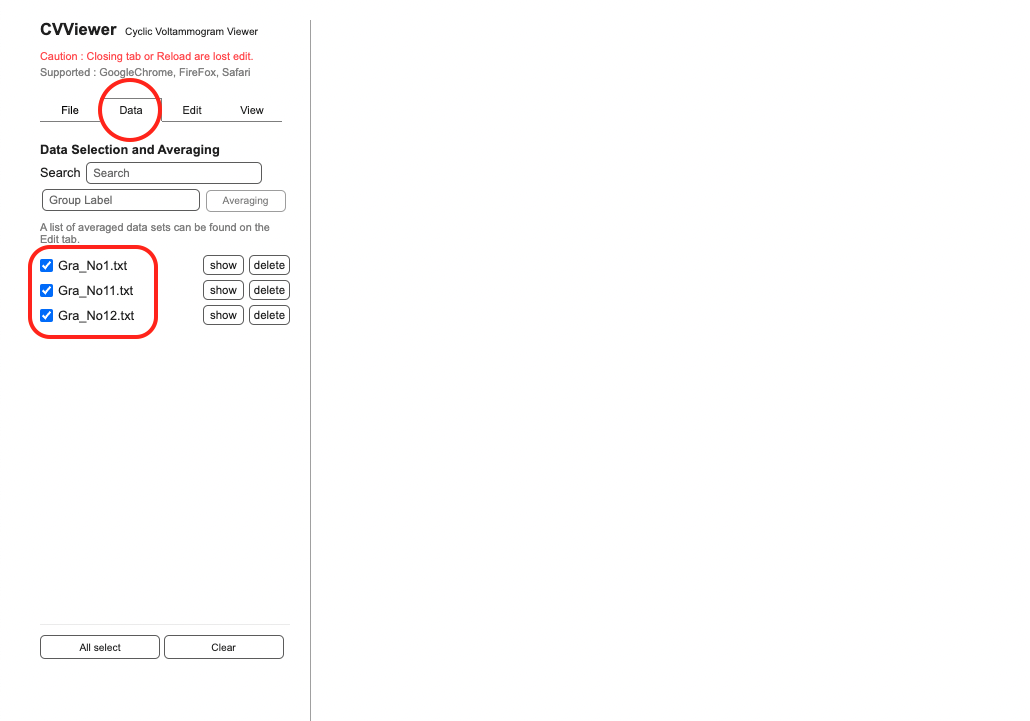 CVViewer Cyclic Voltammogram Viewer
Caution : Closing tab or Reload are lost edit.
Supported : GoogleChrome, FireFox, Safari
File Data Edit View
Data Selection and Averaging
Search Search
Group Label Averaging
A list of averaged data sets can be found on the
Edit tab.
Gra_No1.txt show delete
Gra_No11.txt show delete
Gra_No12.txt show delete
All select Clear